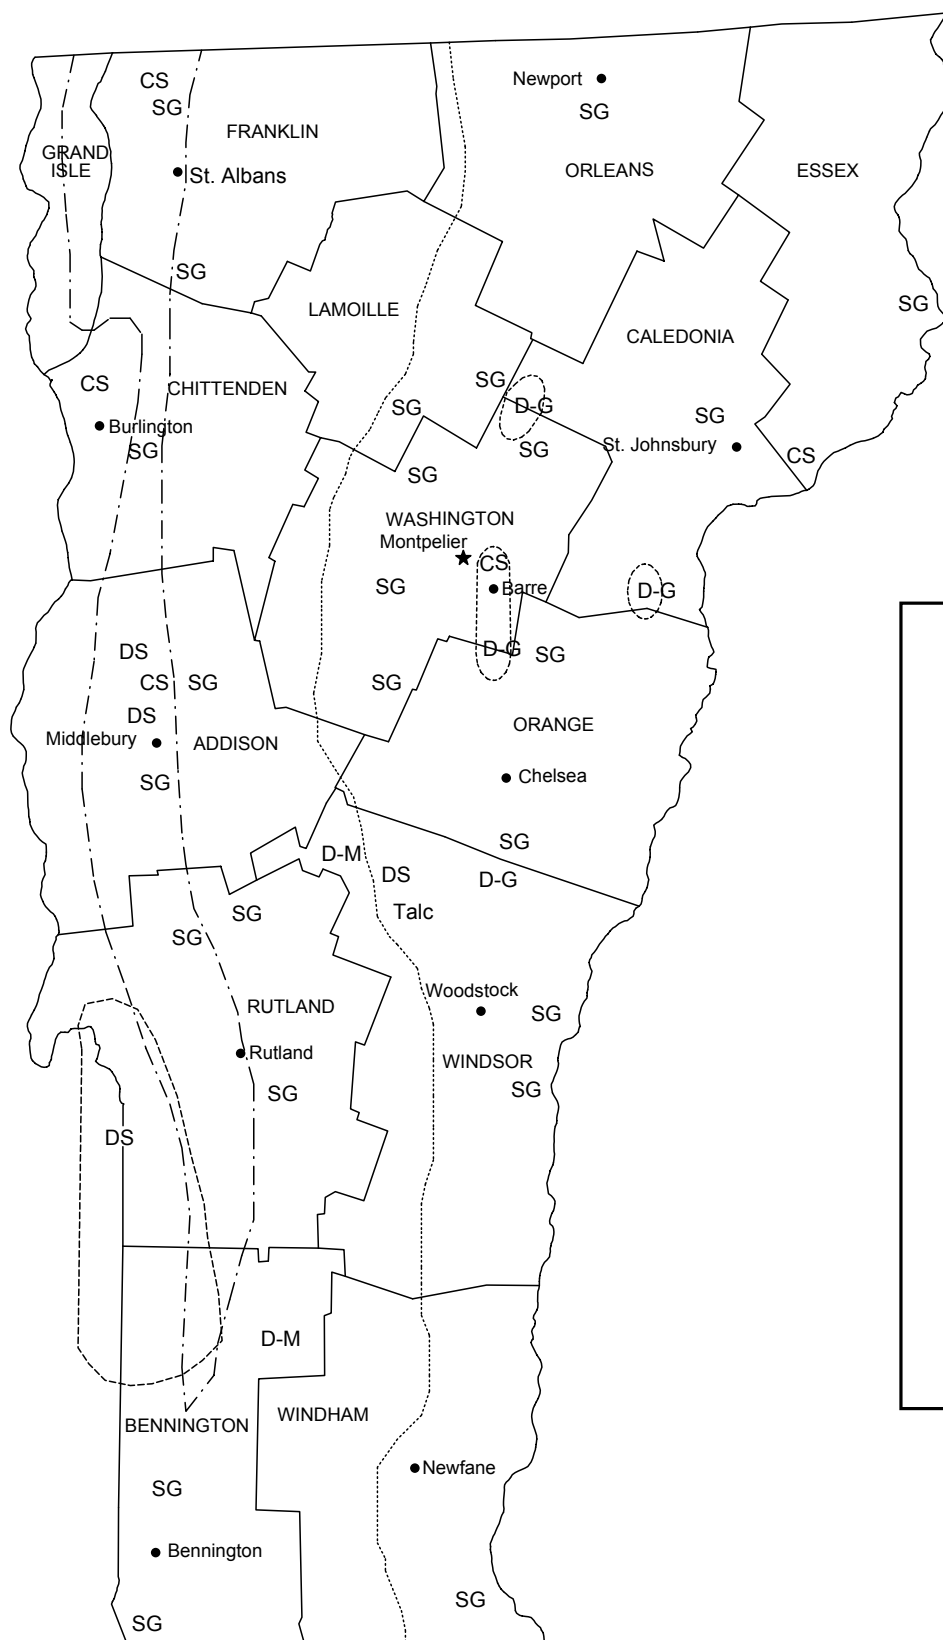 Newport
CS
SG
SG
FRANKLIN
GRAND
ISLE
St. Albans
ORLEANS
ESSEX
SG
SG
LAMOILLE
CALEDONIA
CS
CHITTENDEN
SG
SG
D-G
SG
Burlington
SG
SG
St. Johnsbury
CS
SG
WASHINGTON
Montpelier
CS
SG
Barre
D-G
DS
D-G
SG
CS
SG
SG
DS
ORANGE
Middlebury
ADDISON
Chelsea
SG
SG
D-M
DS
D-G
Talc
SG
SG
Woodstock
RUTLAND
SG
Rutland
WINDSOR
SG
SG
DS
D-M
WINDHAM
BENNINGTON
Newfane
SG
Bennington
SG
SG